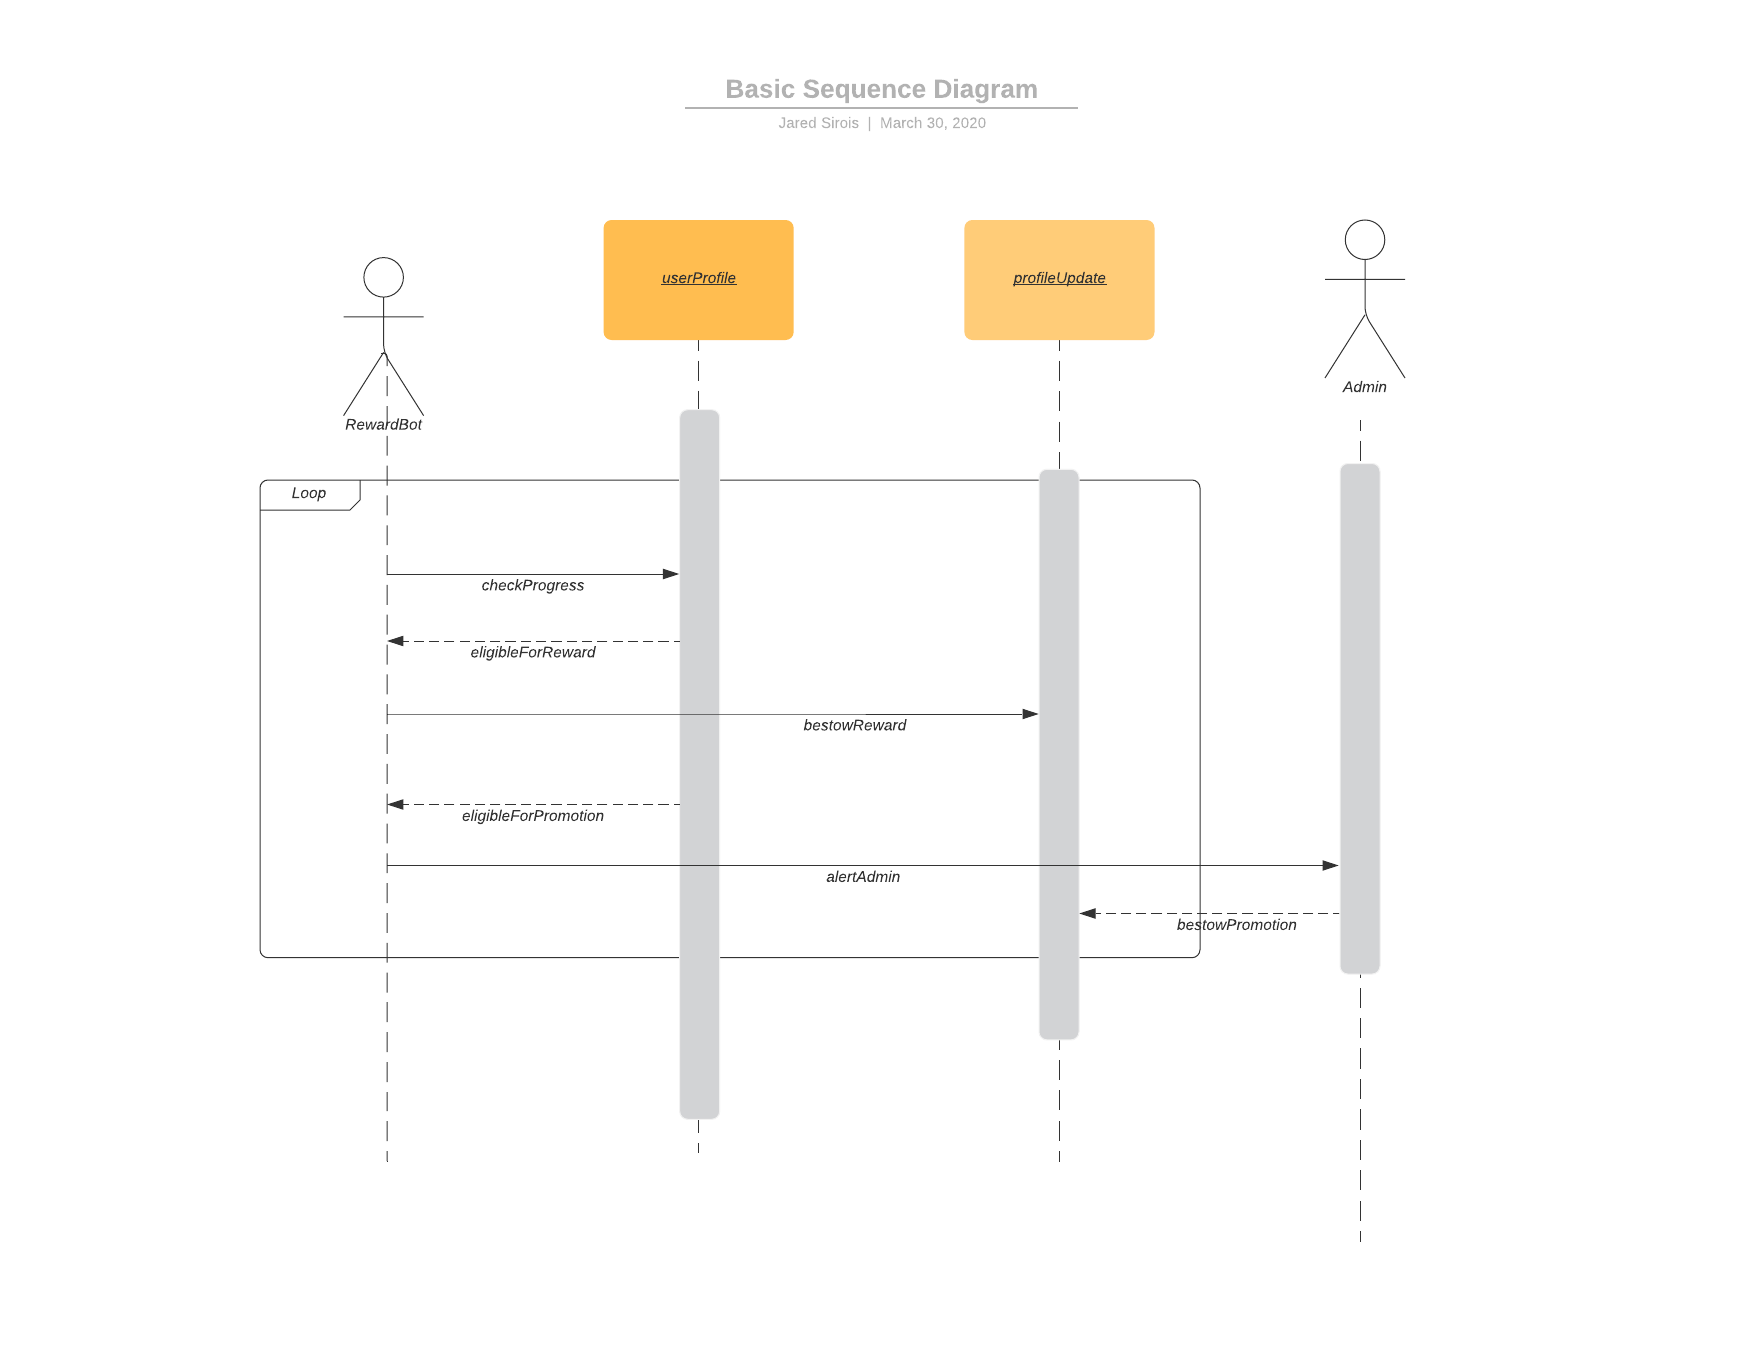 Basic Sequence Diagram
Jared Sirois | March 30, 2020
userProfile
profileUpdate
Admin
RewardBot
Loop
checkProgress
eligibleForReward
bestowReward
eligibleForPromotion
alertAdmin
bestowPromotion